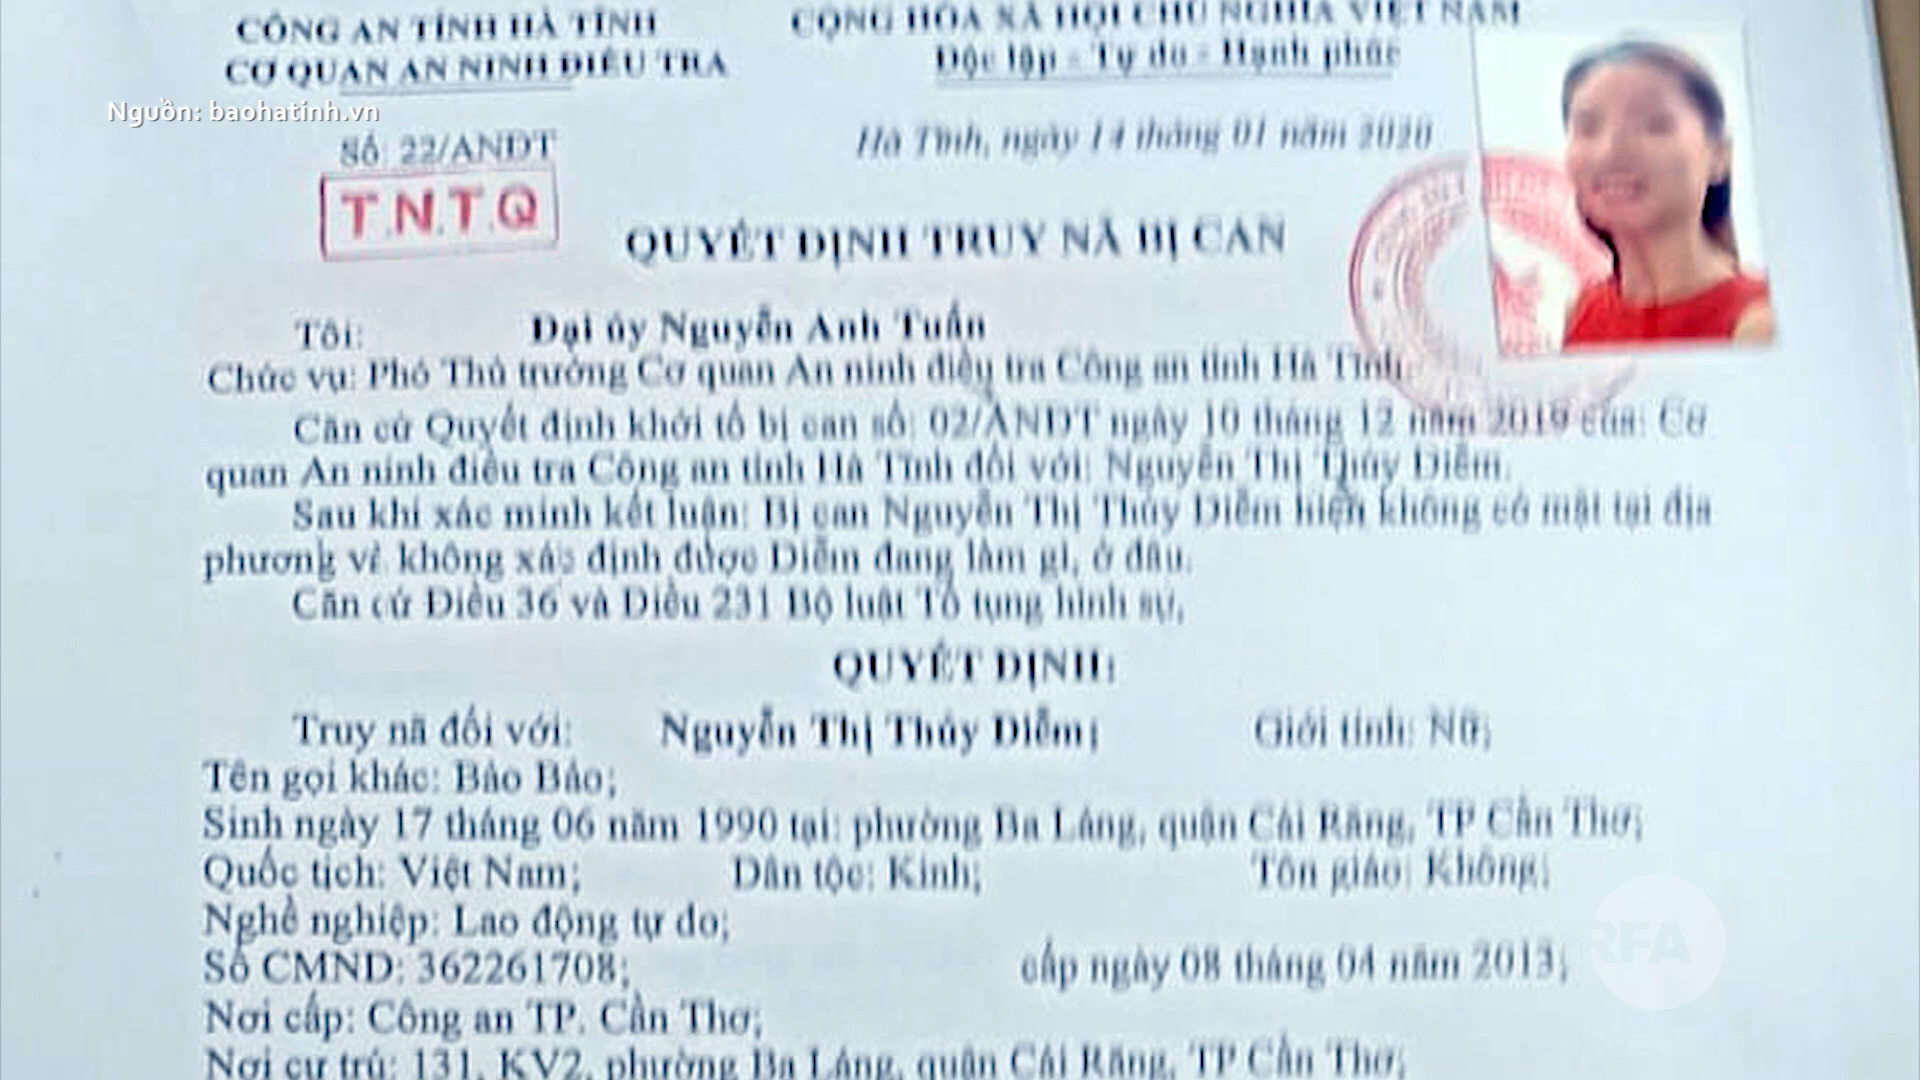 CÔNG AN TỈNH HÀ TĨNH
CƠ QUAN AN NINH ĐIỀU TRA
CỘNG HÒA XÃ HỘI CHỦ NGHĨA VIỆT NAM
Độc lập - Tự do - Hạnh phúc
Nguồn: baohatinh.vn
Số: 22/ANĐT
Hà Tĩnh, ngày 14 tháng 01 năm 2020
T.N.T.Q
QUYẾT ĐỊNH TRUY NÃ BỊ CAN
Tôi: Đại úy Nguyễn Anh Tuấn
Chức vụ: Phó Thủ trưởng Cơ quan An ninh điều tra Công an tỉnh Hà Tĩnh
Căn cứ Quyết định khởi tố bị can số: 02/ANĐT ngày 10 tháng 12 năm 2019 của: Cơ
quan An ninh điều tra Công an tỉnh Hà Tĩnh đối với: Nguyễn Thị Thúy Diễm.
Sau khi xác minh kết luận: Bị can Nguyễn Thị Thúy Diễm hiện không có mặt tại địa
phương và không xác định được Diễm đang làm gì, ở đâu.
Căn cứ Điều 36 và Điều 231 Bộ luật Tố tụng hình sự,
QUYẾT ĐỊNH:
Truy nã đối với: Nguyễn Thị Thúy Diễm; Giới tính: Nữ;
Tên gọi khác: Bảo Bảo;
Sinh ngày 17 tháng 06 năm 1990 tại: phường Ba Láng, quận Cái Răng, TP Cần Thơ;
Quốc tịch: Việt Nam; Dân tộc: Kinh; Tôn giáo: Không;
Nghề nghiệp: Lao động tự do;
Số CMND: 362261708; cấp ngày 08 tháng 04 năm 2013;
Nơi cấp: Công an TP. Cần Thơ;
Nơi cư trú: 131, KV2, phường Ba Láng, quận Cái Răng, TP Cần Thơ;
RFA